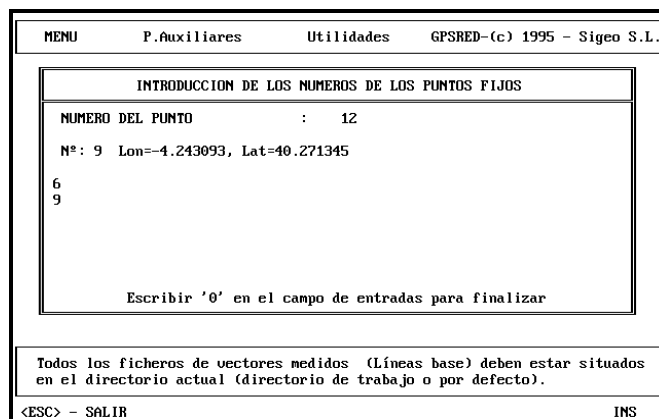 MENU P.Auxiliares Utilidades GPSRED-(c) 1995 - Sigeo S.L.
INTRODUCCION DE LOS NUMEROS DE LOS PUNTOS FIJOS
NUMERO DEL PUNTO : 12
Nº: 9 Lon=-4.243093, Lat=40.271345
6
9
Escribir '0' en el campo de entradas para finalizar
Todos los ficheros de vectores medidos (Líneas base) deben estar situados
en el directorio actual (directorio de trabajo o por defecto).
<ESC> - SALIR INS